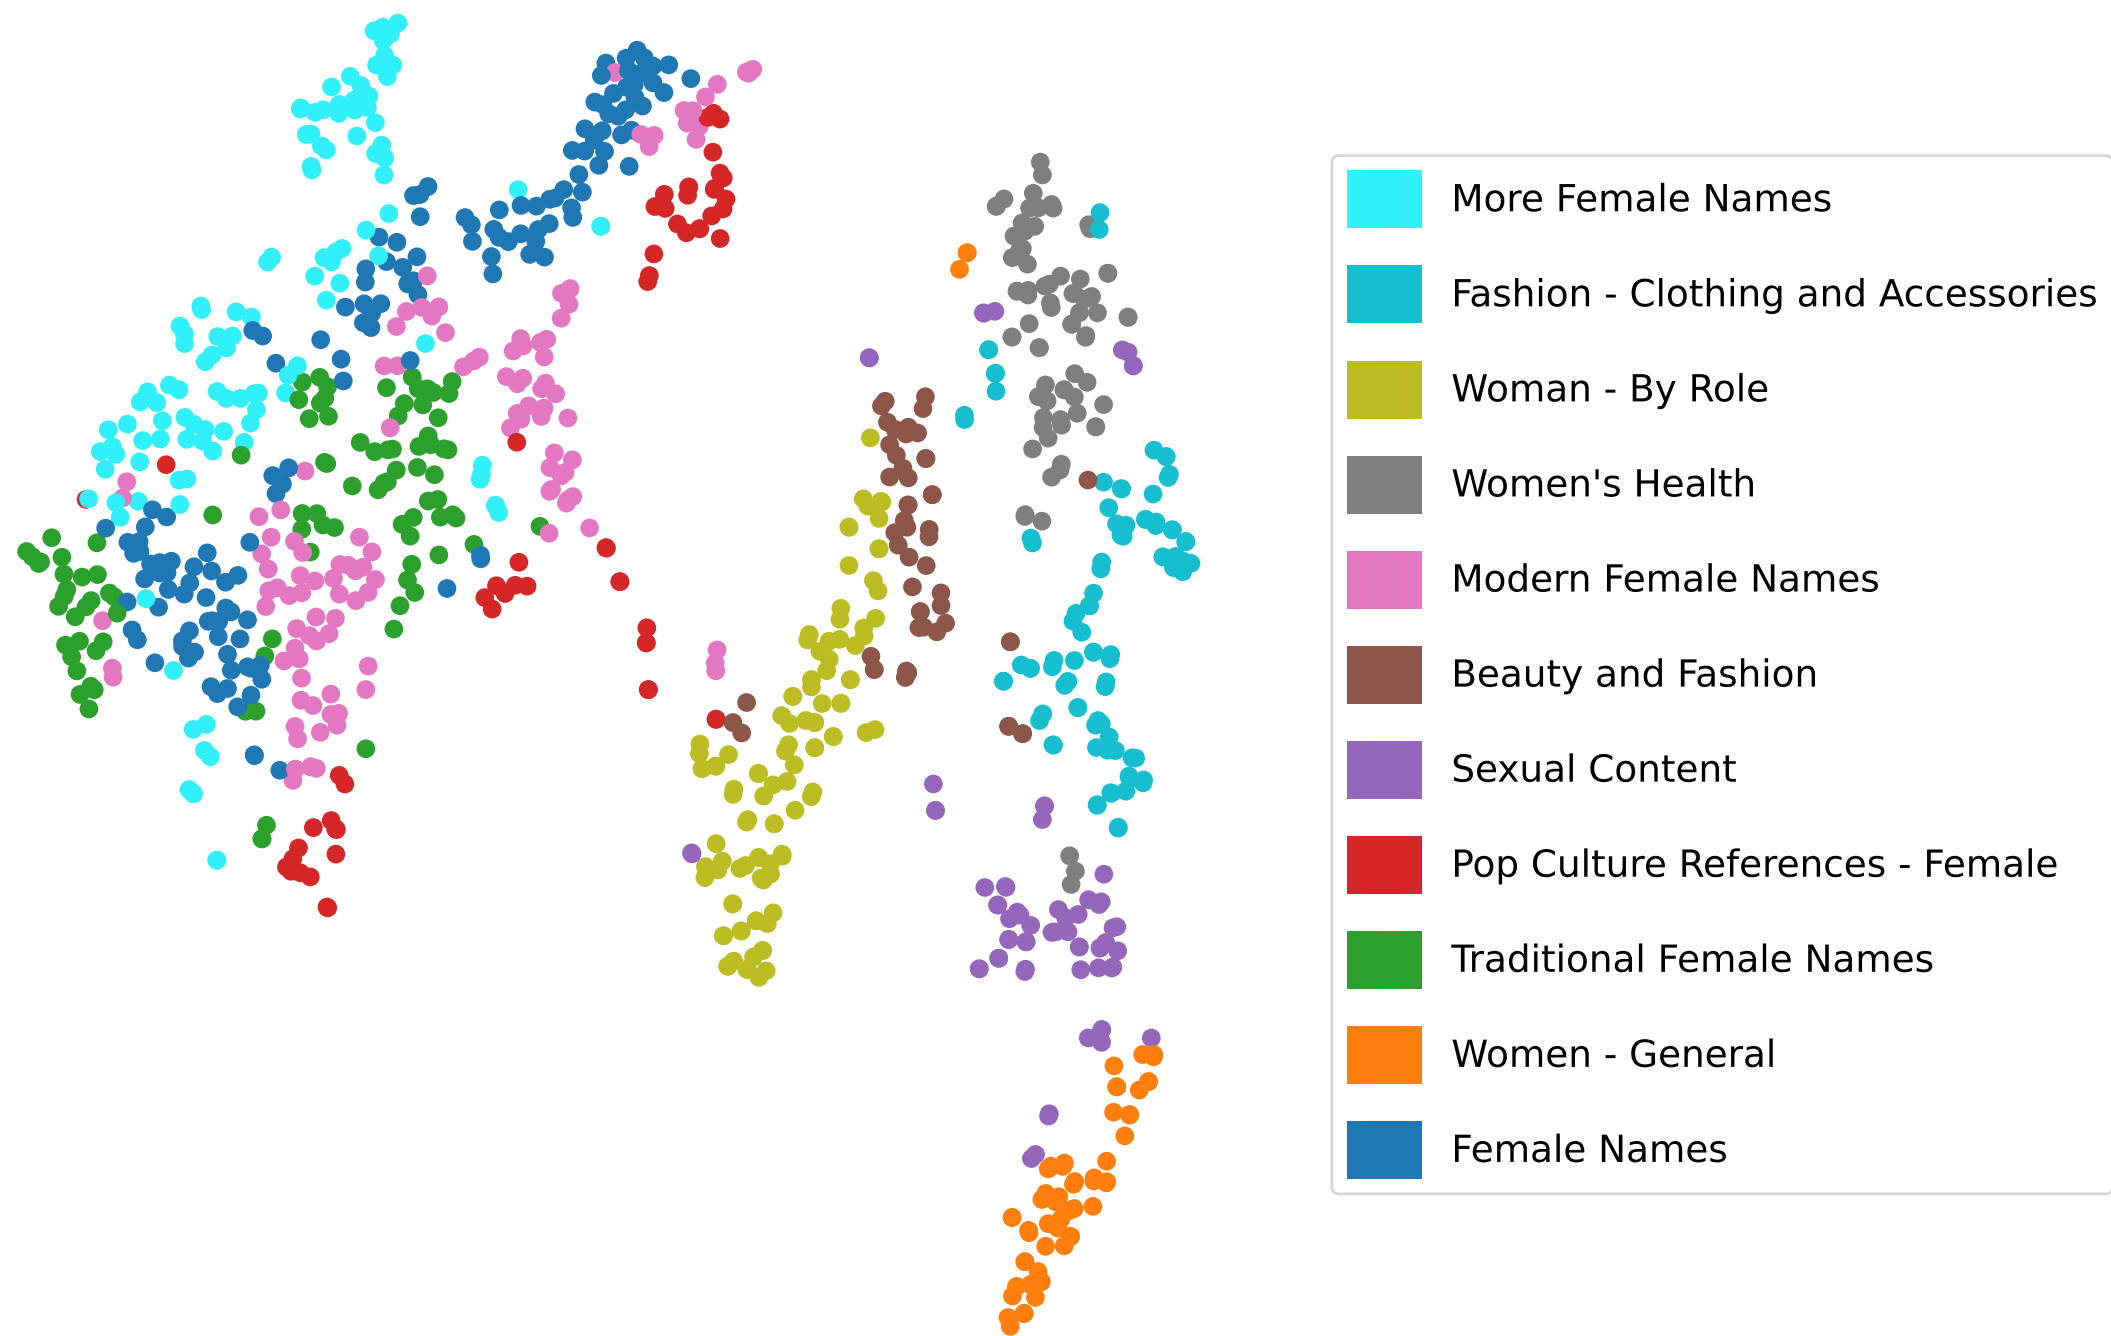 More Female Names
Fashion - Clothing and Accessories
Woman - By Role
Women's Health
Modern Female Names
Beauty and Fashion
Sexual Content
Pop Culture References - Female
Traditional Female Names
Women - General
Female Names